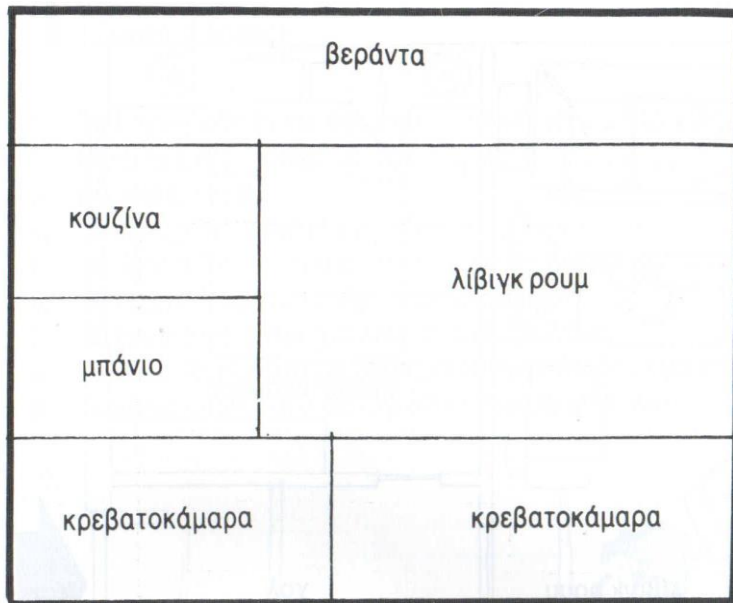 βεράντα
κουζίνα
λίβιγκ ρουμ
μπάνιο
κρεβατοκάμαρα
κρεβατοκάμαρα